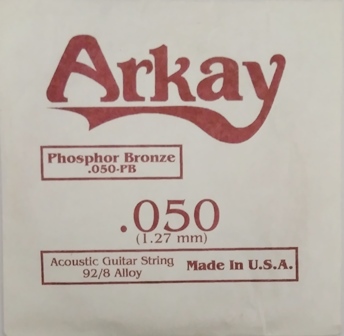 Arkay
Phosphor Bronze
.050-PB
.050
(1.27 mm)
Acoustic Guitar String
92/8 Alloy
Made In U.S.A.